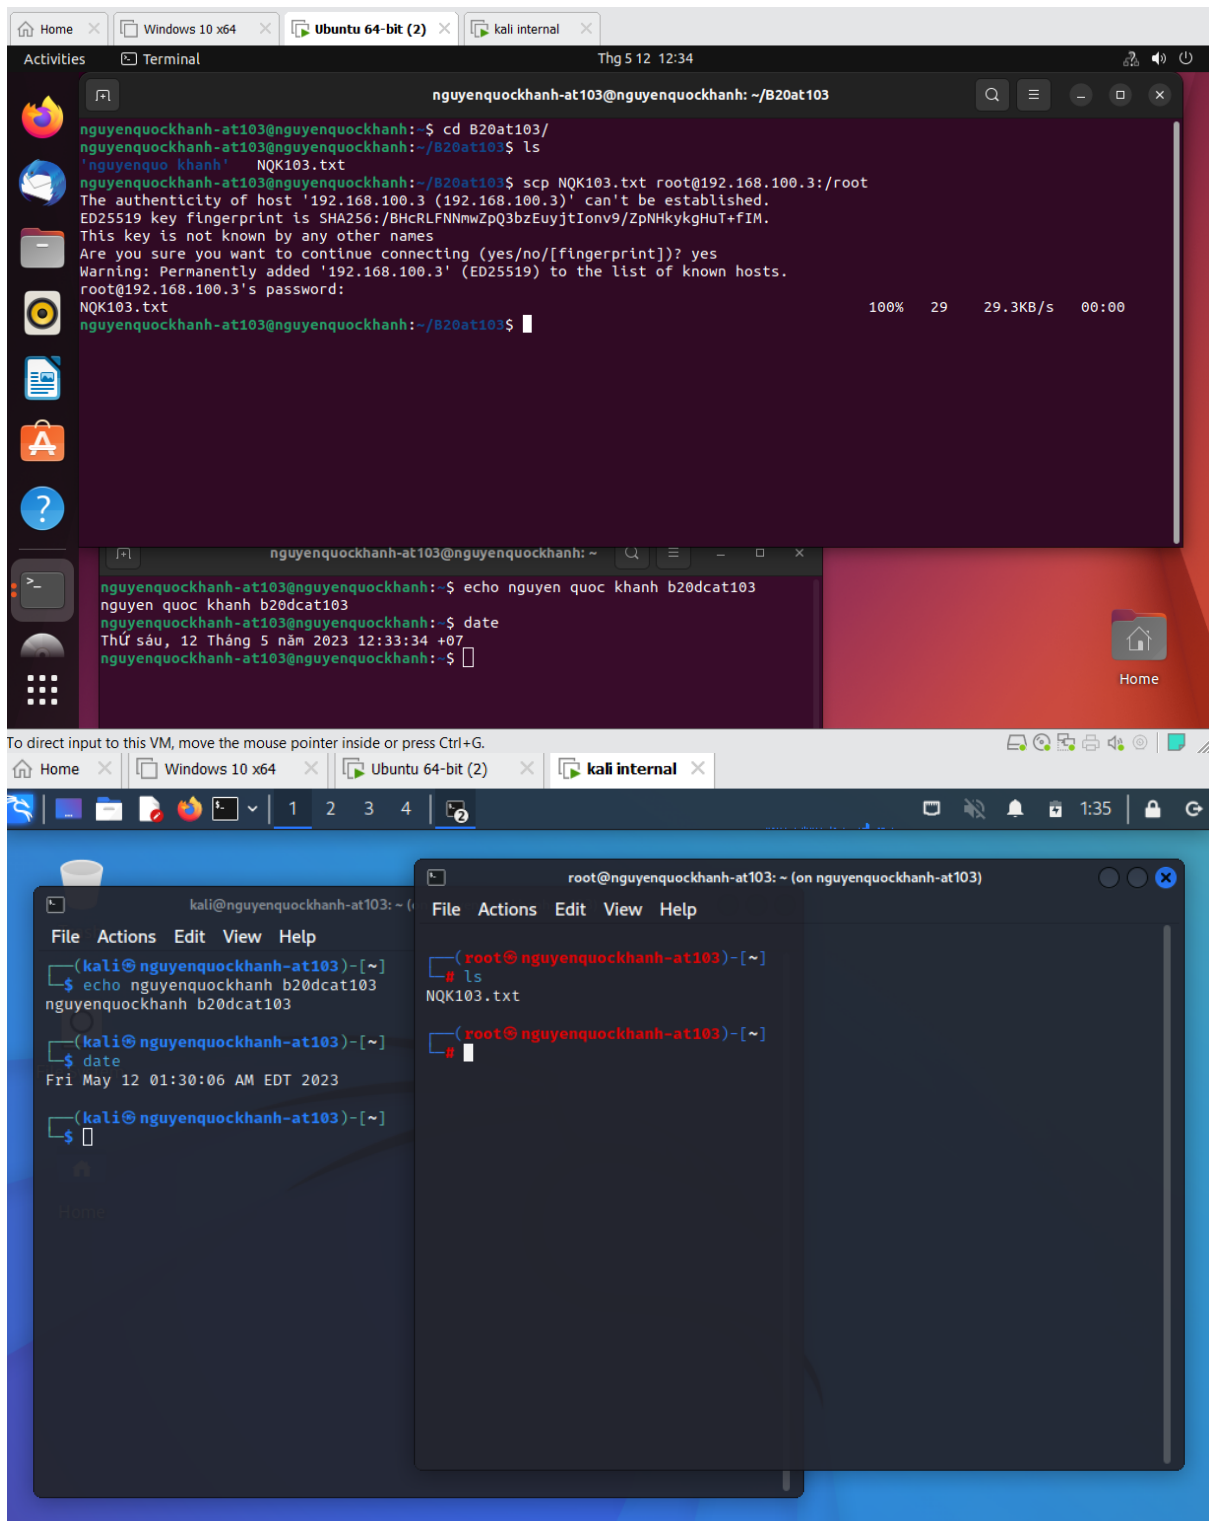 Home
Windows 10 x64
Ubuntu 64-bit (2)
kali internal
Activities
Terminal
Thg 5 12 12:34
nguyenquockhanh-at103@nguyenquockhanh: ~/B20at103
nguyenquockhanh-at103@nguyenquockhanh:~$ cd B20at103/
nguyenquockhanh-at103@nguyenquockhanh:~/B20at103$ ls
'nguyenquo khanh'   NQK103.txt
nguyenquockhanh-at103@nguyenquockhanh:~/B20at103$ scp NQK103.txt root@192.168.100.3:/root
The authenticity of host '192.168.100.3 (192.168.100.3)' can't be established.
ED25519 key fingerprint is SHA256:/BHcRLFNNmwZpQ3bzEuyjtIonv9/ZpNHkykgHuT+fIM.
This key is not known by any other names
Are you sure you want to continue connecting (yes/no/[fingerprint])? yes
Warning: Permanently added '192.168.100.3' (ED25519) to the list of known hosts.
root@192.168.100.3's password:
NQK103.txt 100% 29 29.3KB/s 00:00
nguyenquockhanh-at103@nguyenquockhanh:~/B20at103$
nguyenquockhanh-at103@nguyenquockhanh: ~
nguyenquockhanh-at103@nguyenquockhanh:~$ echo nguyen quoc khanh b20dcat103
nguyen quoc khanh b20dcat103
nguyenquockhanh-at103@nguyenquockhanh:~$ date
Thứ sáu, 12 Tháng 5 năm 2023 12:33:34 +07
nguyenquockhanh-at103@nguyenquockhanh:~$
Home
To direct input to this VM, move the mouse pointer inside or press Ctrl+G.
Home
Windows 10 x64
Ubuntu 64-bit (2)
kali internal
1 2 3 4
2
1:35
kali@nguyenquockhanh-at103: ~ (
File Actions Edit View Help
(kali㉿nguyenquockhanh-at103)-[~]
$ echo nguyenquockhanh b20dcat103
nguyenquockhanh b20dcat103
(kali㉿nguyenquockhanh-at103)-[~]
$ date
Fri May 12 01:30:06 AM EDT 2023
(kali㉿nguyenquockhanh-at103)-[~]
$
Home
root@nguyenquockhanh-at103: ~ (on nguyenquockhanh-at103)
File Actions Edit View Help
(root㉿nguyenquockhanh-at103)-[~]
# ls
NQK103.txt
(root㉿nguyenquockhanh-at103)-[~]
#